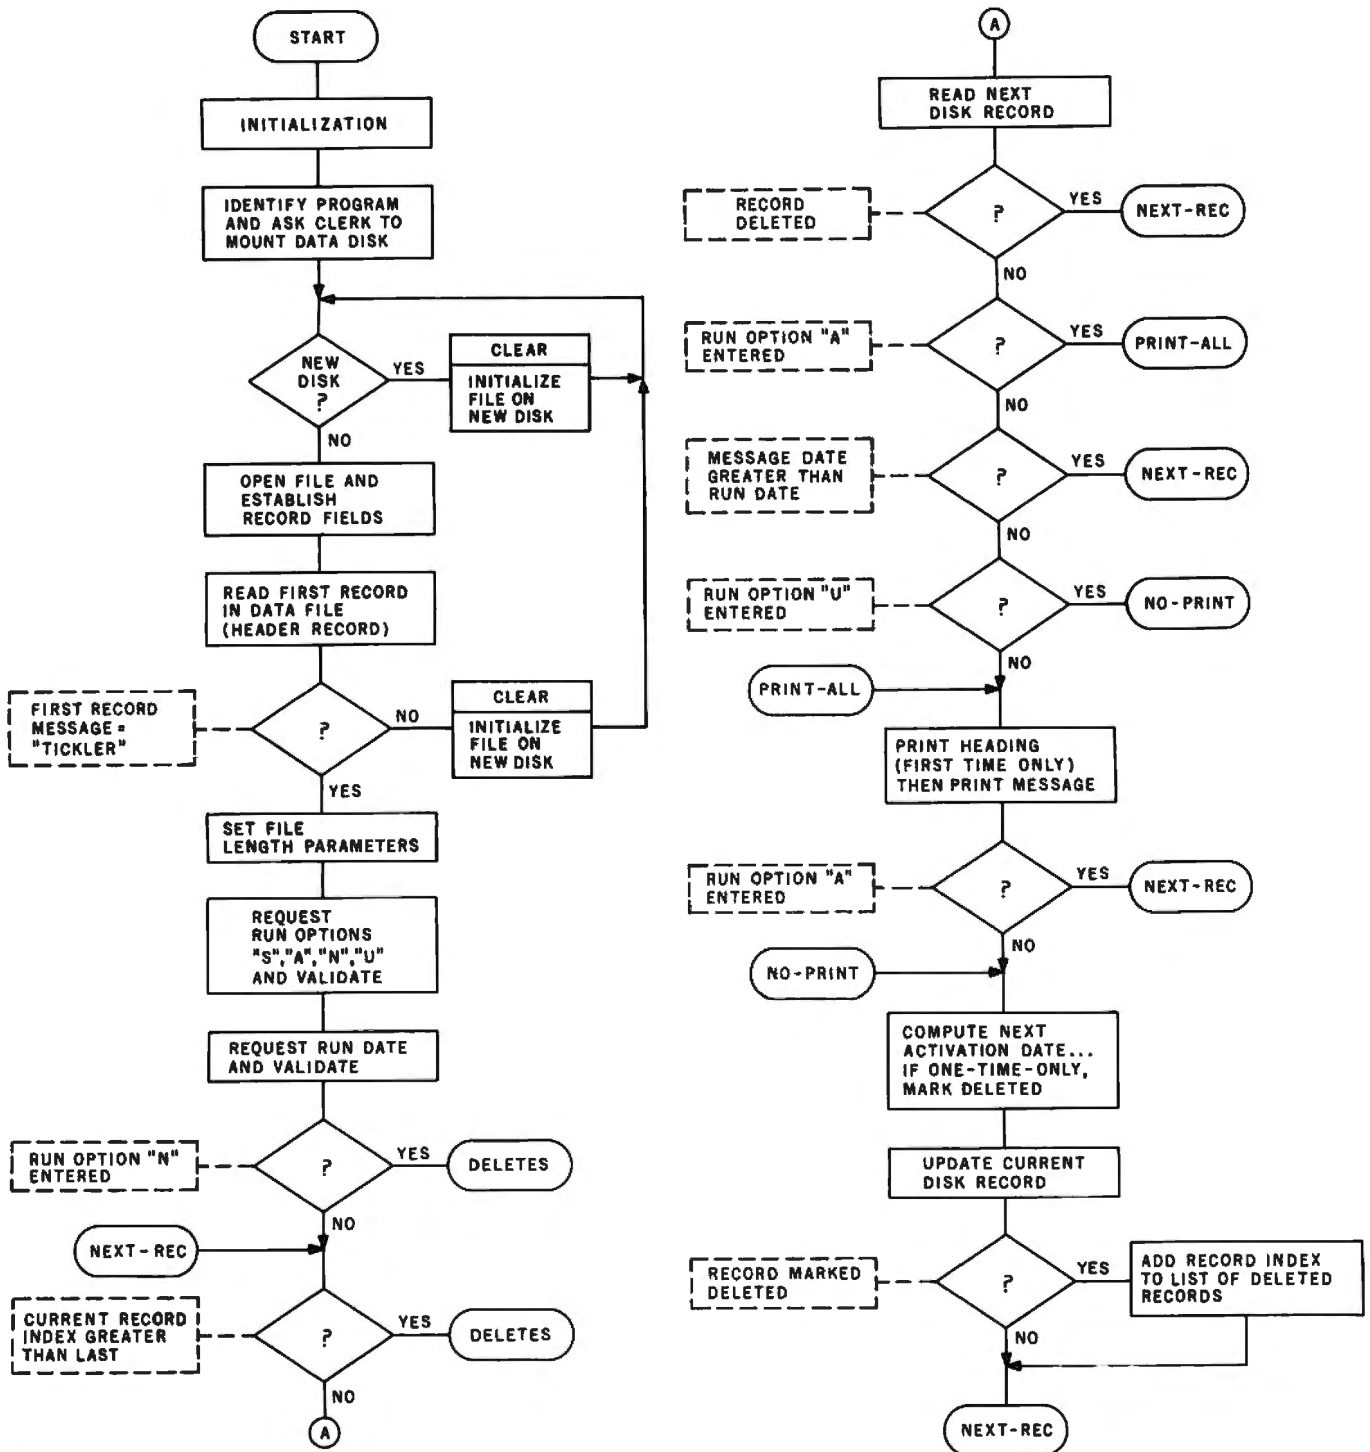 START
INITIALIZATION
IDENTIFY PROGRAM
AND ASK CLERK TO
MOUNT DATA DISK
NEW
DISK
?
YES
CLEAR
INITIALIZE
FILE ON
NEW DISK
NO
OPEN FILE AND
ESTABLISH
RECORD FIELDS
READ FIRST RECORD
IN DATA FILE
(HEADER RECORD)
FIRST RECORD
MESSAGE =
"TICKLER"
?
NO
CLEAR
INITIALIZE
FILE ON
NEW DISK
YES
SET FILE
LENGTH PARAMETERS
REQUEST
RUN OPTIONS
"S","A","N","U"
AND VALIDATE
REQUEST RUN DATE
AND VALIDATE
RUN OPTION "N"
ENTERED
?
YES
DELETES
NO
NEXT-REC
CURRENT RECORD
INDEX GREATER
THAN LAST
?
YES
DELETES
NO
A
A
READ NEXT
DISK RECORD
RECORD
DELETED
?
YES
NEXT-REC
NO
RUN OPTION "A"
ENTERED
?
YES
PRINT-ALL
NO
MESSAGE DATE
GREATER THAN
RUN DATE
?
YES
NEXT-REC
NO
RUN OPTION "U"
ENTERED
?
YES
NO-PRINT
NO
PRINT-ALL
PRINT HEADING
(FIRST TIME ONLY)
THEN PRINT MESSAGE
RUN OPTION "A"
ENTERED
?
YES
NEXT-REC
NO
NO-PRINT
COMPUTE NEXT
ACTIVATION DATE...
IF ONE-TIME-ONLY,
MARK DELETED
UPDATE CURRENT
DISK RECORD
RECORD MARKED
DELETED
?
YES
ADD RECORD INDEX
TO LIST OF DELETED
RECORDS
NO
NEXT-REC